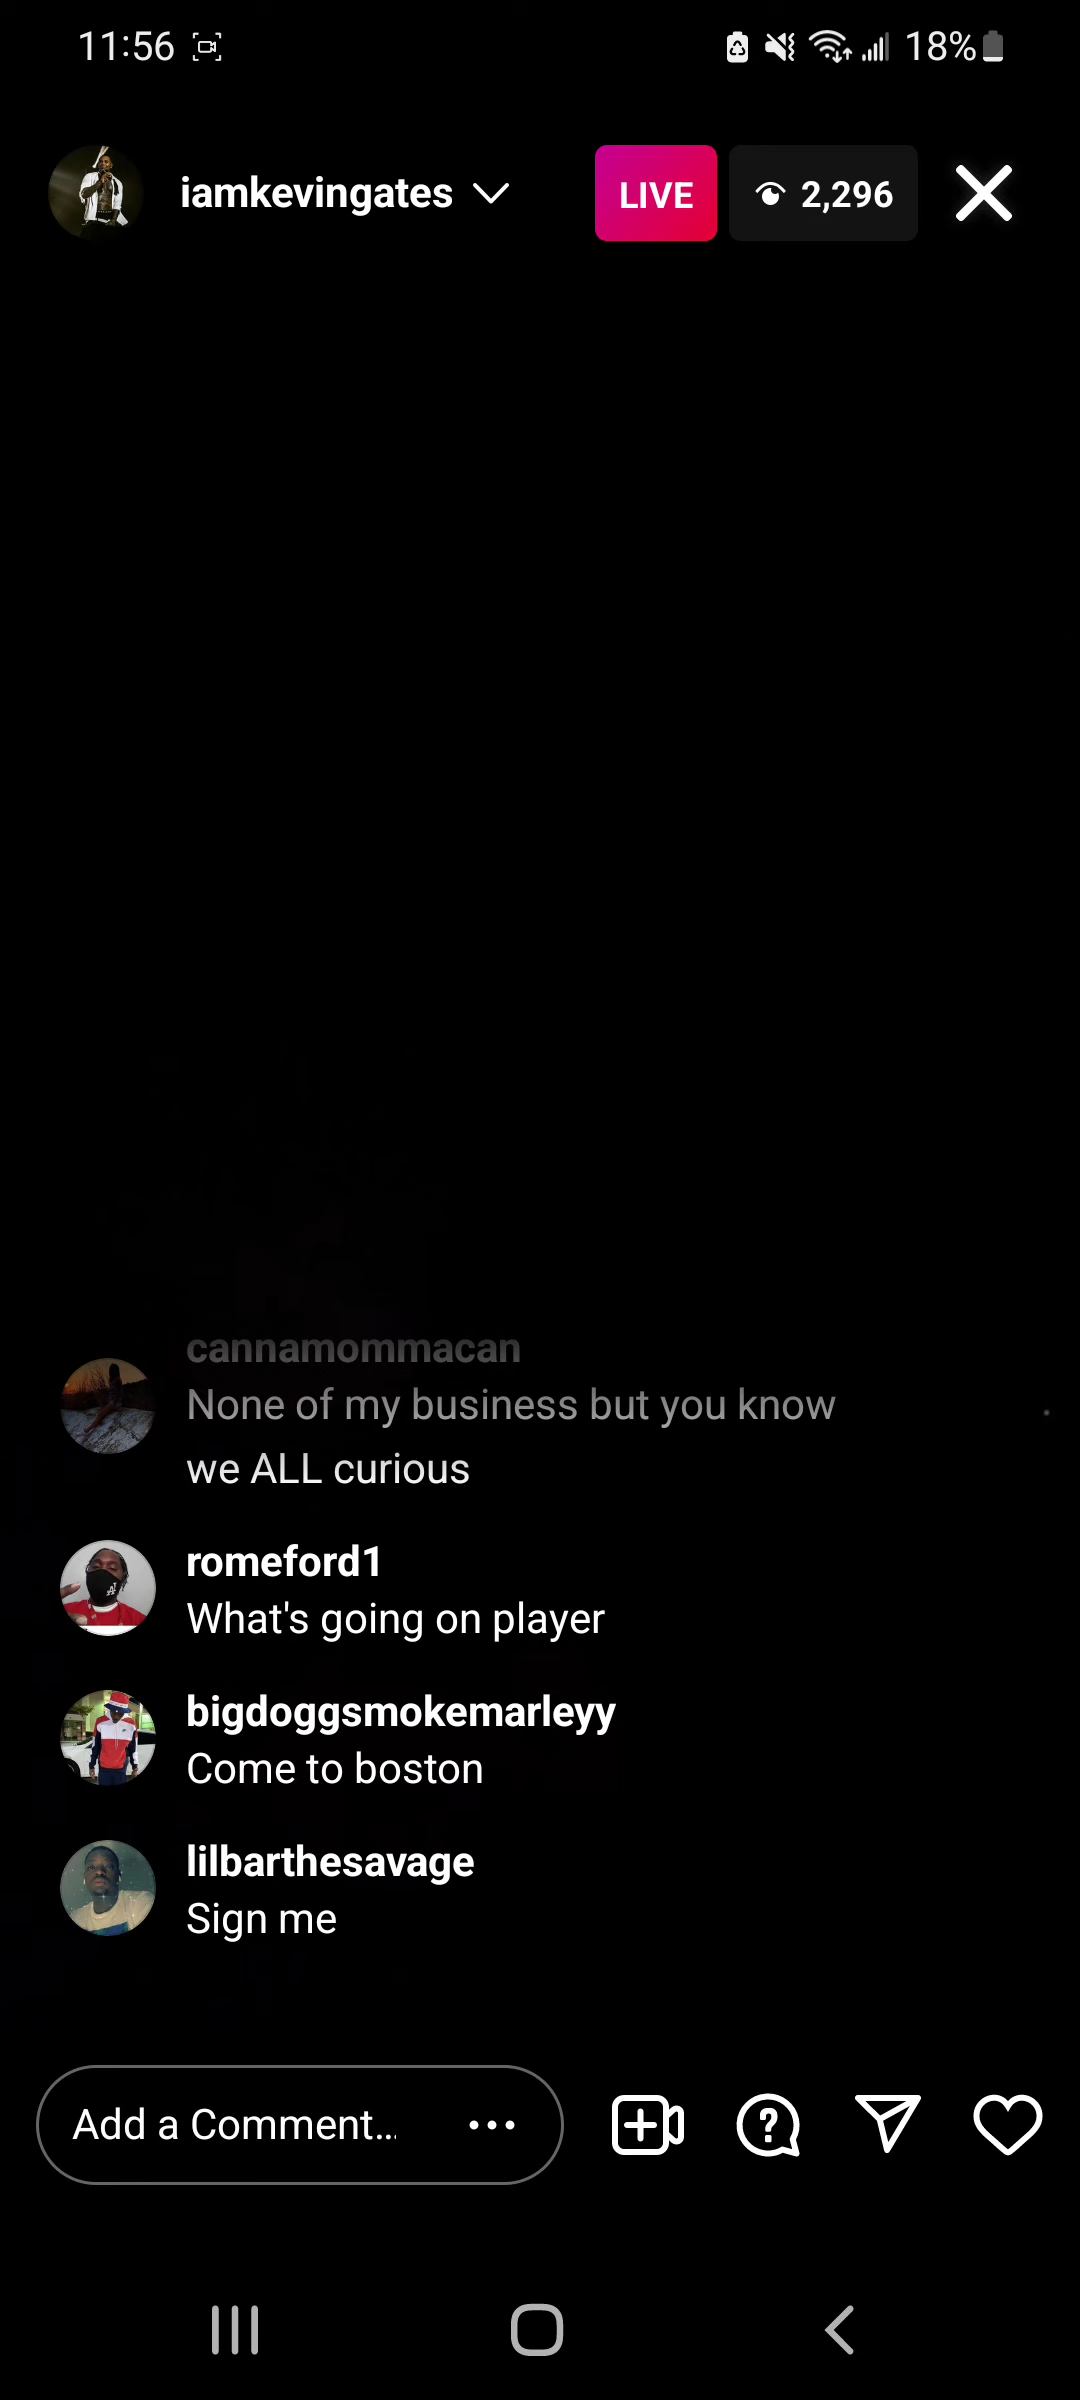 11:56 18%
iamkevingates LIVE 2,296
cannamommacan
None of my business but you know
we ALL curious
romeford1
What's going on player
bigdoggsmokemarleyy
Come to boston
lilbarthesavage
Sign me
Add a Comment...